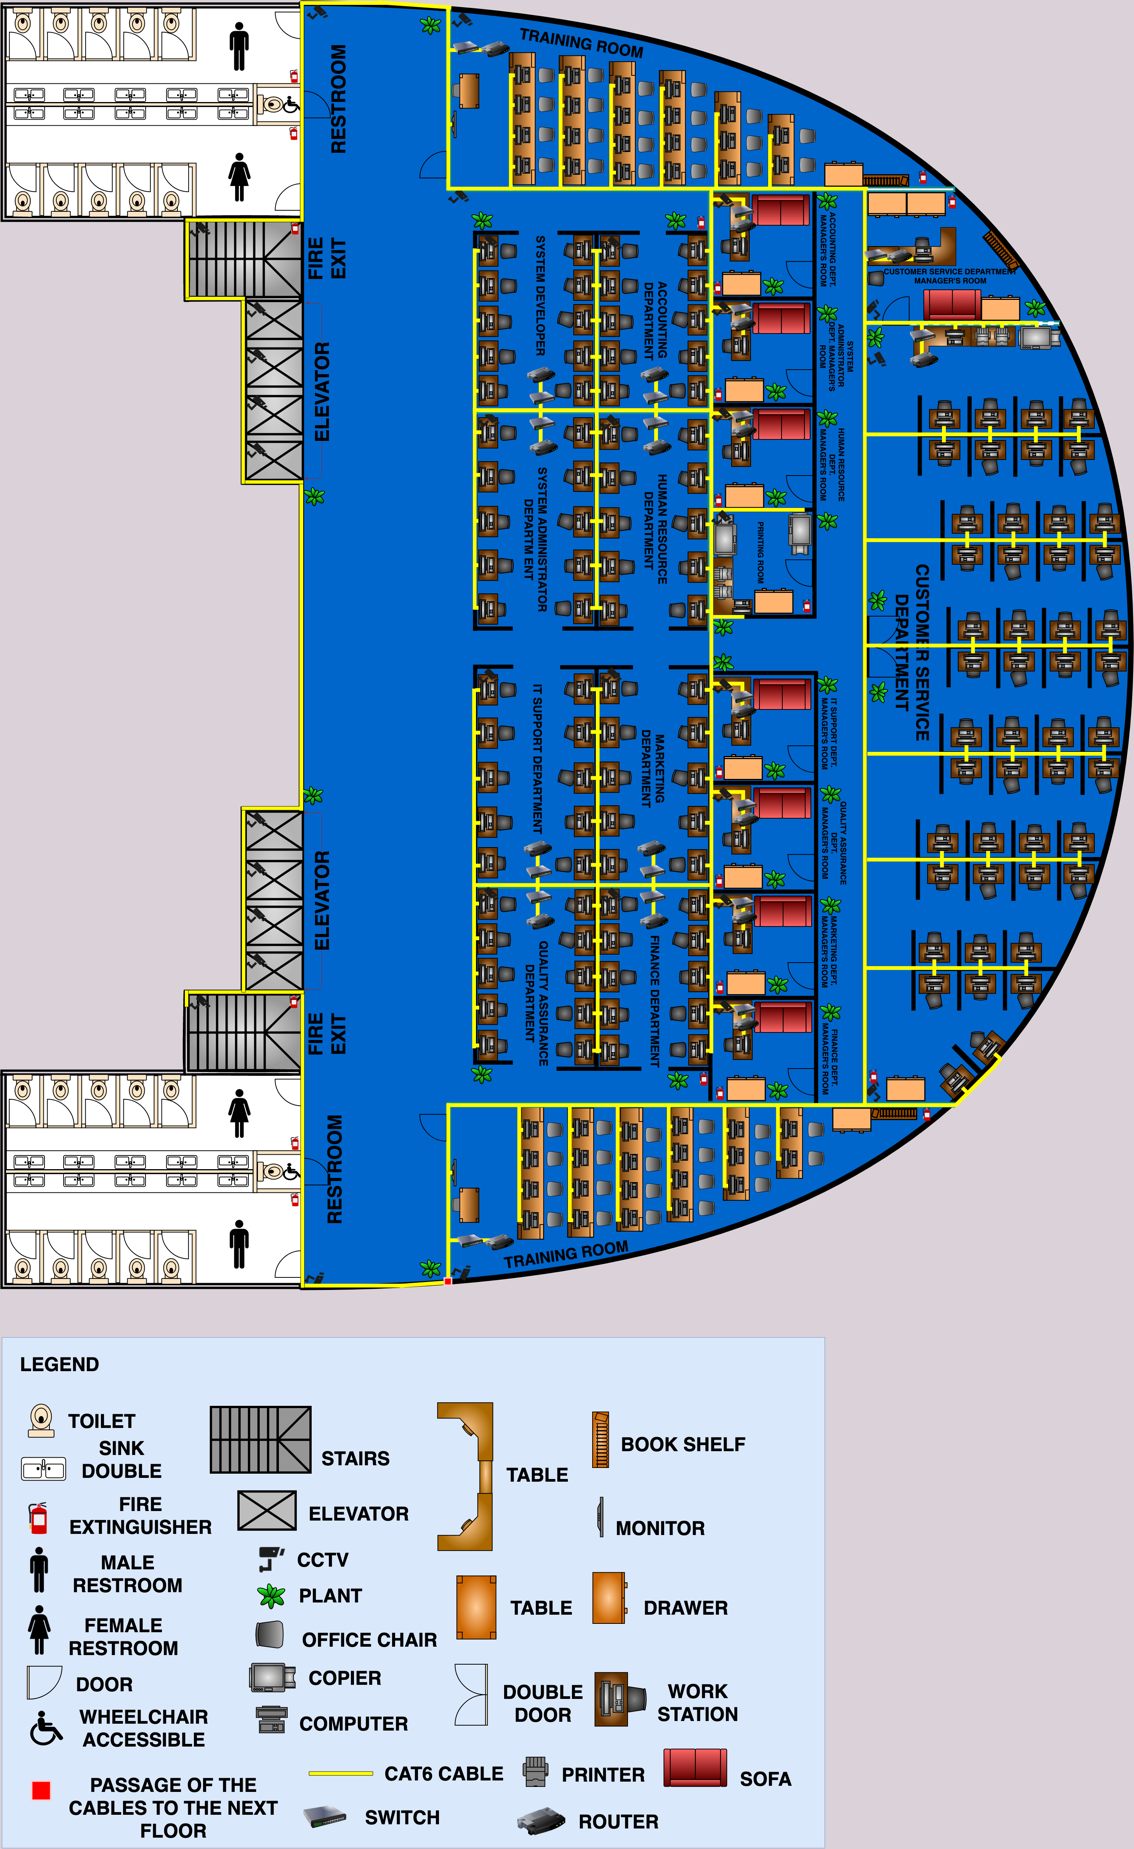 TRAINING ROOM
RESTROOM
FIRE
EXIT
ELEVATOR
SYSTEM DEVELOPER
ACCOUNTING
DEPARTMENT
ACCOUNTING DEPT.
MANAGER'S ROOM
CUSTOMER SERVICE DEPARTMENT
MANAGER'S ROOM
SYSTEM
ADMINISTRATOR
DEPT. MANAGER'S
ROOM
HUMAN RESOURCE
DEPT.
MANAGER'S ROOM
SYSTEM ADMINISTRATOR
DEPARTM ENT
HUMAN RESOURCE
DEPARTMENT
PRINTING ROOM
CUSTOMER SERVICE
DEPARTMENT
IT SUPPORT DEPARTMENT
MARKETING
DEPARTMENT
IT SUPPORT DEPT.
MANAGER'S ROOM
QUALITY ASSURANCE
DEPT.
MANAGER'S ROOM
ELEVATOR
QUALITY ASSURANCE
DEPARTMENT
FINANCE DEPARTMENT
MARKETING DEPT.
MANAGER'S ROOM
FINANCE DEPT.
MANAGER'S ROOM
FIRE
EXIT
RESTROOM
TRAINING ROOM
LEGEND
TOILET
SINK
DOUBLE
FIRE
EXTINGUISHER
MALE
RESTROOM
FEMALE
RESTROOM
DOOR
WHEELCHAIR
ACCESSIBLE
PASSAGE OF THE
CABLES TO THE NEXT
FLOOR
STAIRS
ELEVATOR
CCTV
PLANT
OFFICE CHAIR
COPIER
COMPUTER
CAT6 CABLE
SWITCH
TABLE
TABLE
DOUBLE
DOOR
PRINTER
ROUTER
BOOK SHELF
MONITOR
DRAWER
WORK
STATION
SOFA